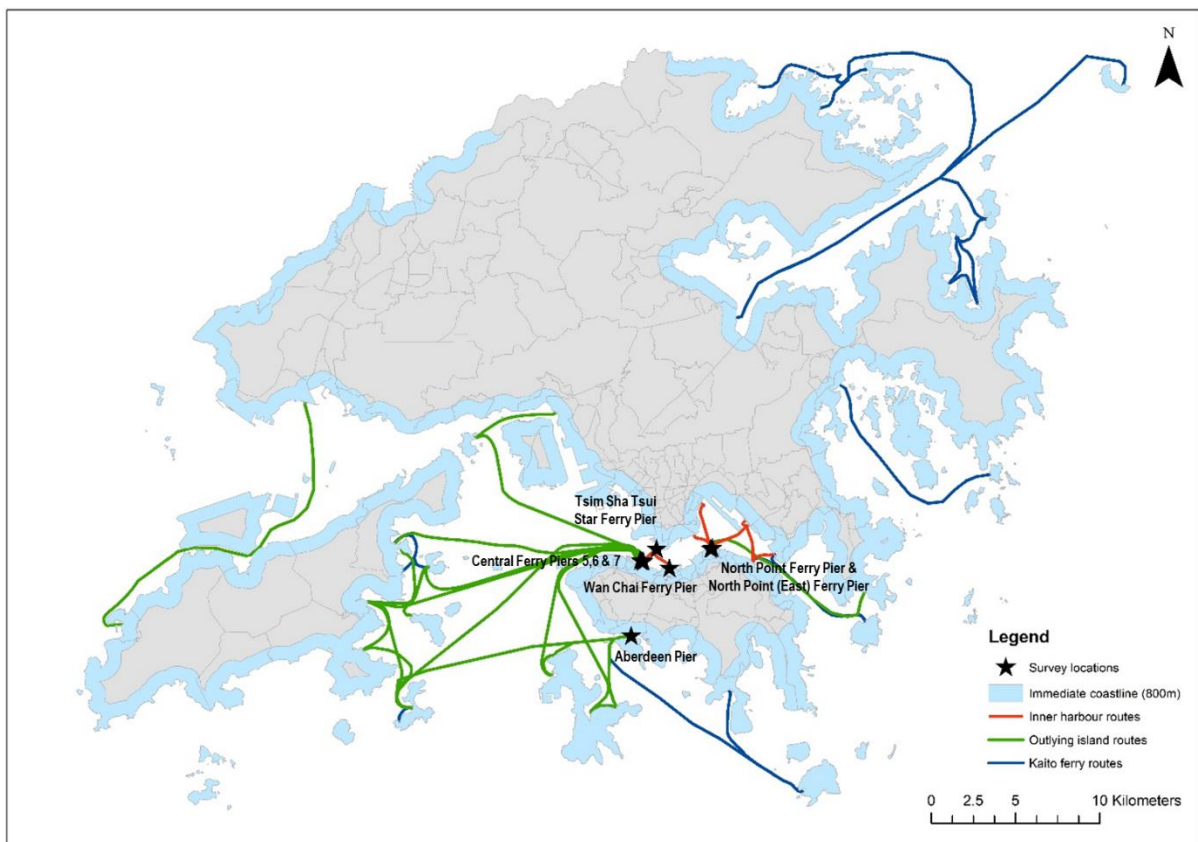 N
Tsim Sha Tsui
Star Ferry Pier
Central Ferry Piers 5,6 & 7
Wan Chai Ferry Pier
North Point Ferry Pier &
North Point (East) Ferry Pier
Aberdeen Pier
Legend
Survey locations
Immediate coastline (800m)
Inner harbour routes
Outlying island routes
Kaito ferry routes
0 2.5 5 10 Kilometers